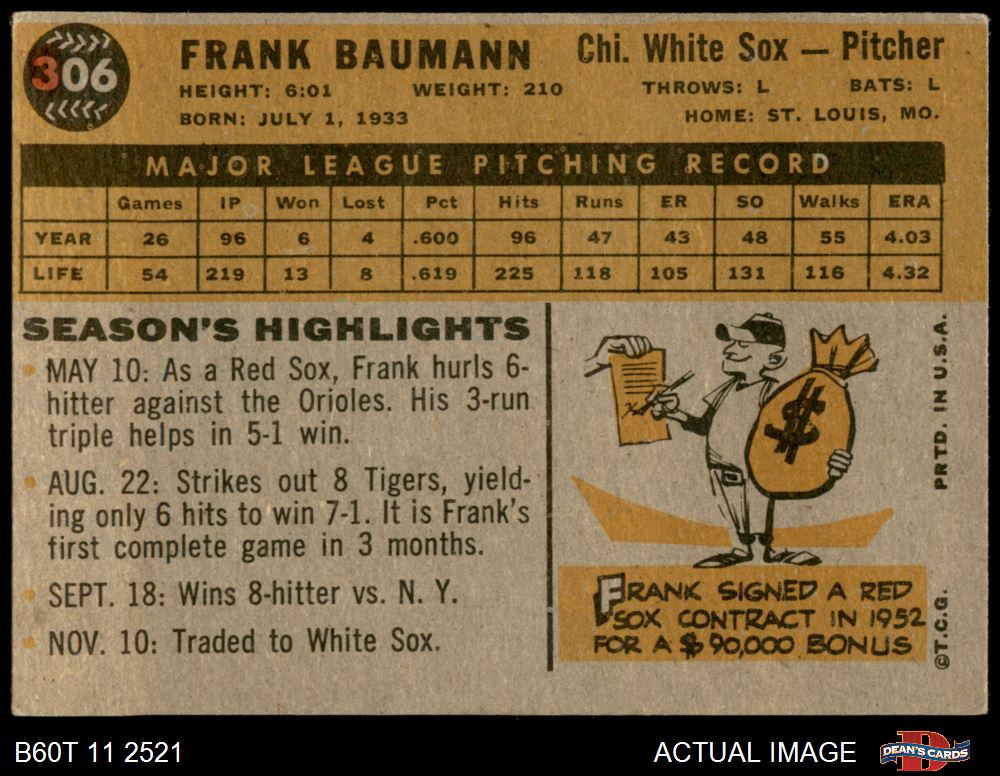 306
FRANK BAUMANN Chi. White Sox — Pitcher
HEIGHT: 6:01 WEIGHT: 210 THROWS: L BATS: L
BORN: JULY 1, 1933 HOME: ST. LOUIS, MO.
MAJOR LEAGUE PITCHING RECORD
Games IP Won Lost Pct Hits Runs ER SO Walks ERA
YEAR 26 96 6 4 .600 96 47 43 48 55 4.03
LIFE 54 219 13 8 .619 225 118 105 131 116 4.32
SEASON'S HIGHLIGHTS
• MAY 10: As a Red Sox, Frank hurls 6-
hitter against the Orioles. His 3-run
triple helps in 5-1 win.
• AUG. 22: Strikes out 8 Tigers, yield-
ing only 6 hits to win 7-1. It is Frank's
first complete game in 3 months.
• SEPT. 18: Wins 8-hitter vs. N. Y.
• NOV. 10: Traded to White Sox.
$
FRANK SIGNED A RED
SOX CONTRACT IN 1952
FOR A $90,000 BONUS
©T.C.G. PRTD. IN U.S.A.
B60T 11 2521 ACTUAL IMAGE D DEAN'S CARDS